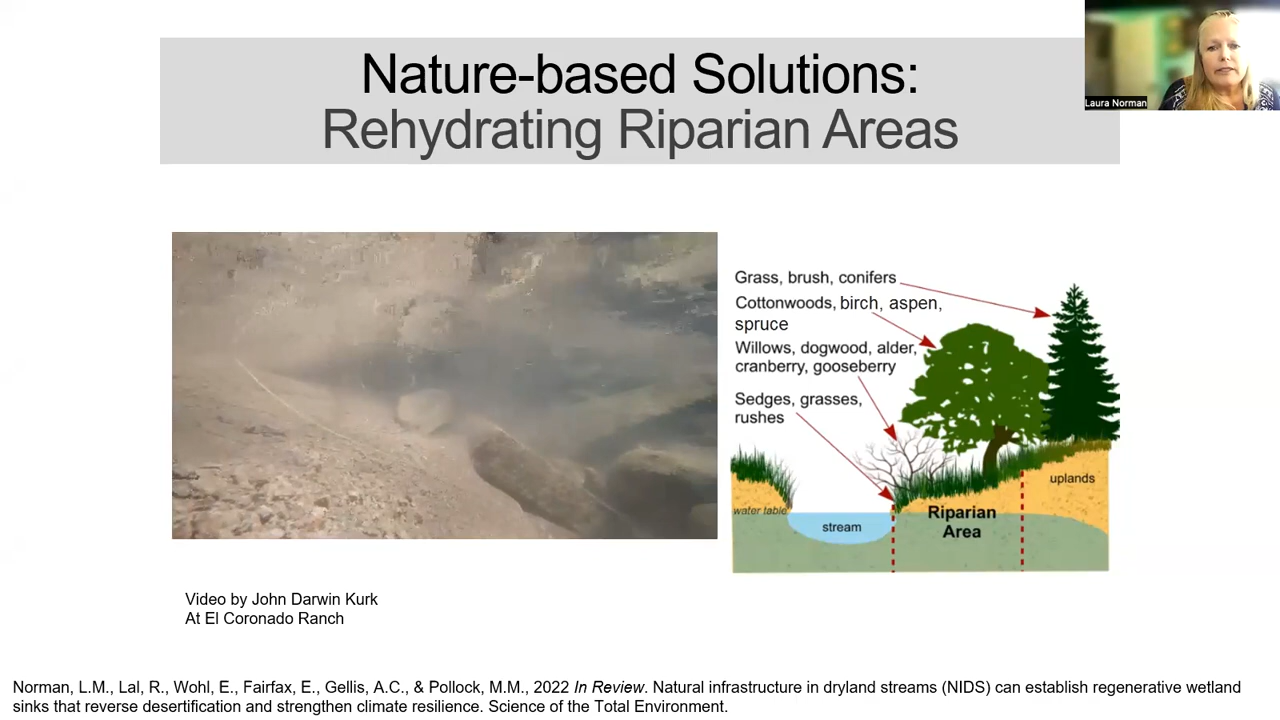 Nature-based Solutions:
Rehydrating Riparian Areas
Laura Norman
Grass, brush, conifers
Cottonwoods, birch, aspen,
spruce
Willows, dogwood, alder,
cranberry, gooseberry
Sedges, grasses,
rushes
water table
stream
Riparian
Area
uplands
Video by John Darwin Kurk
At El Coronado Ranch
Norman, L.M., Lal, R., Wohl, E., Fairfax, E., Gellis, A.C., & Pollock, M.M., 2022 In Review. Natural infrastructure in dryland streams (NIDS) can establish regenerative wetland
sinks that reverse desertification and strengthen climate resilience. Science of the Total Environment.